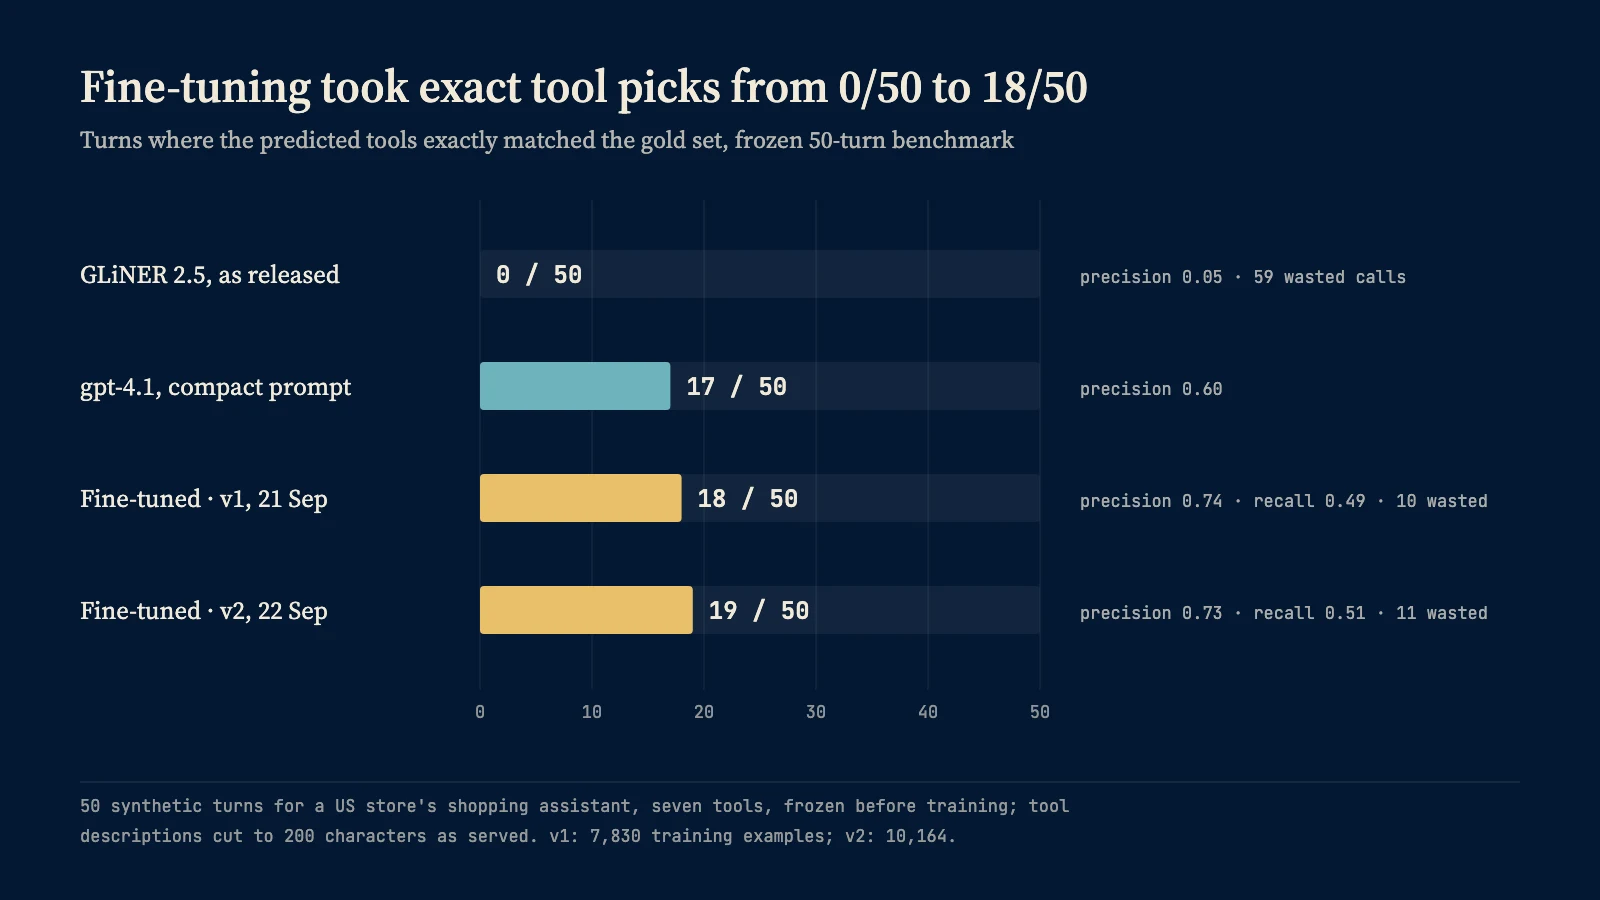 Fine-tuning took exact tool picks from 0/50 to 18/50
Turns where the predicted tools exactly matched the gold set, frozen 50-turn benchmark
GLiNER 2.5, as released
0 / 50
precision 0.05 · 59 wasted calls
gpt-4.1, compact prompt
17 / 50
precision 0.60
Fine-tuned · v1, 21 Sep
18 / 50
precision 0.74 · recall 0.49 · 10 wasted
Fine-tuned · v2, 22 Sep
19 / 50
precision 0.73 · recall 0.51 · 11 wasted
0 10 20 30 40 50
50 synthetic turns for a US store's shopping assistant, seven tools, frozen before training; tool
descriptions cut to 200 characters as served. v1: 7,830 training examples; v2: 10,164.